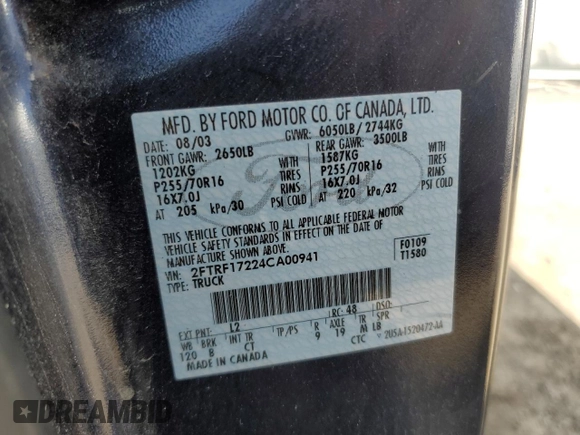 MFD. BY FORD MOTOR CO. OF CANADA, LTD.
DATE: 08/03 GVWR: 6050LB/ 2744KG
FRONT GAWR: 2650LB REAR GAWR: 3500LB
1202KG WITH 1587KG WITH
P255/70R16 TIRES P255/70R16 TIRES
16X7.0J RIMS 16X7.0J RIMS
AT 205 kPa/30 PSI COLD AT 220 kPa/32 PSI COLD
THIS VEHICLE CONFORMS TO ALL APPLICABLE FEDERAL MOTOR
VEHICLE SAFETY STANDARDS IN EFFECT ON THE DATE OF
MANUFACTURE SHOWN ABOVE.
VIN: 2FTRF17224CA00941 F0109
TYPE: TRUCK T1580
Ford
EXT PNT: L2 RC: 48 DSO:
WB BRK INT TR TP/PS R AXLE TR SPR
120 B CT 9 19 M LB
MADE IN CANADA CTC
DREAMBID